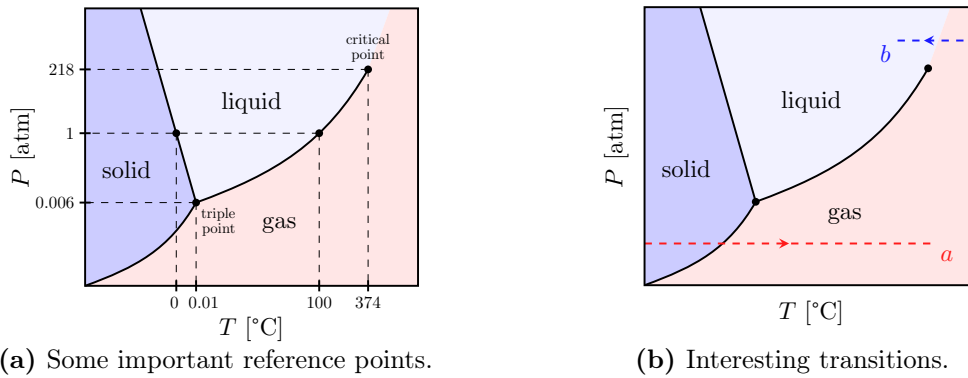 critical
point
218
liquid
1
P [atm]
solid
0.006
triple
point
gas
0
0.01
100
374
T [°C]
(a) Some important reference points.
b
liquid
P [atm]
solid
gas
a
T [°C]
(b) Interesting transitions.